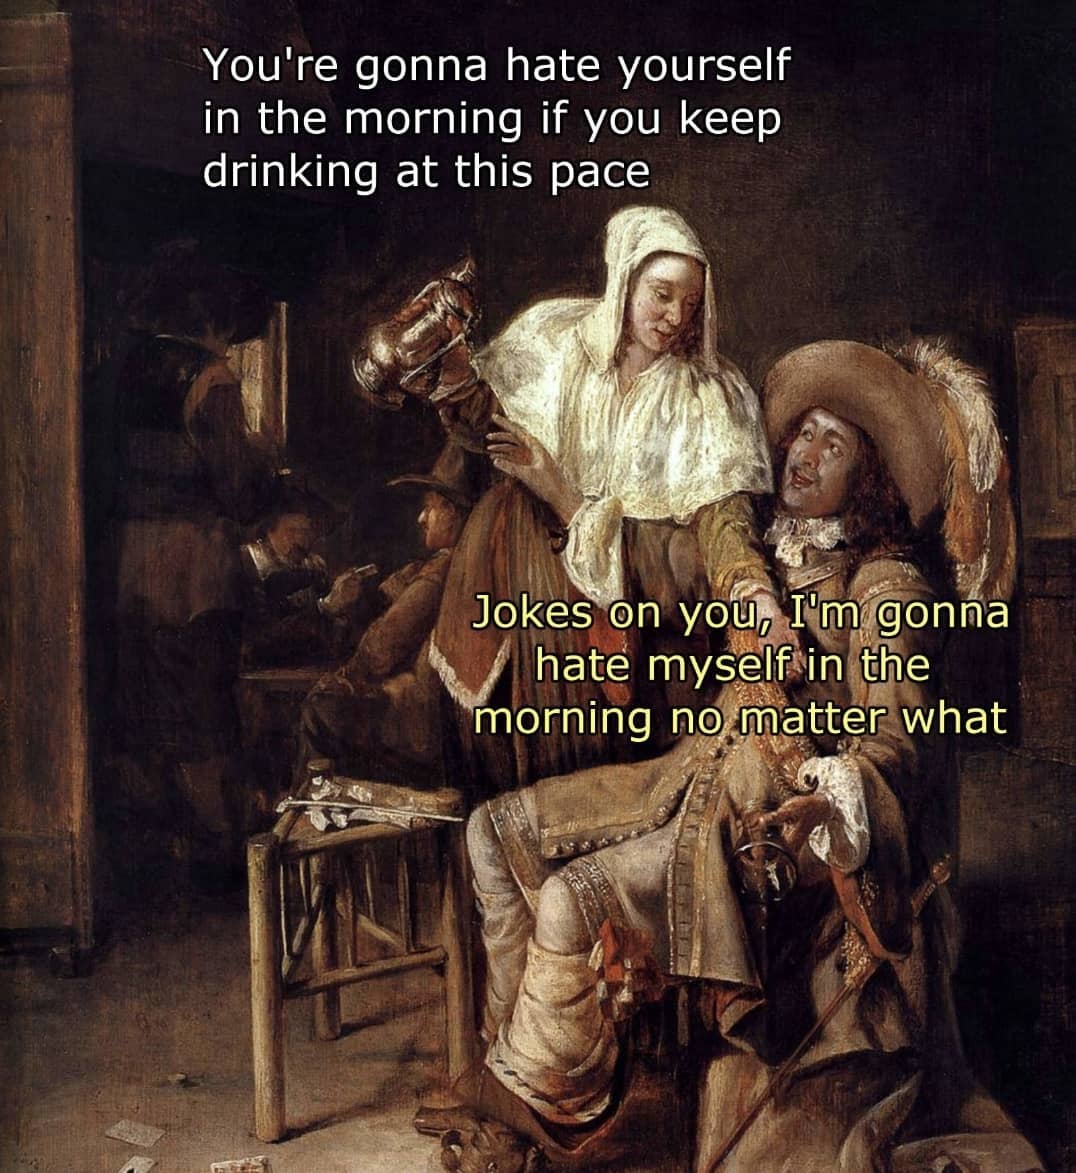 You're gonna hate yourself
in the morning if you keep
drinking at this pace
Jokes on you, I'm gonna
hate myself in the
morning no matter what